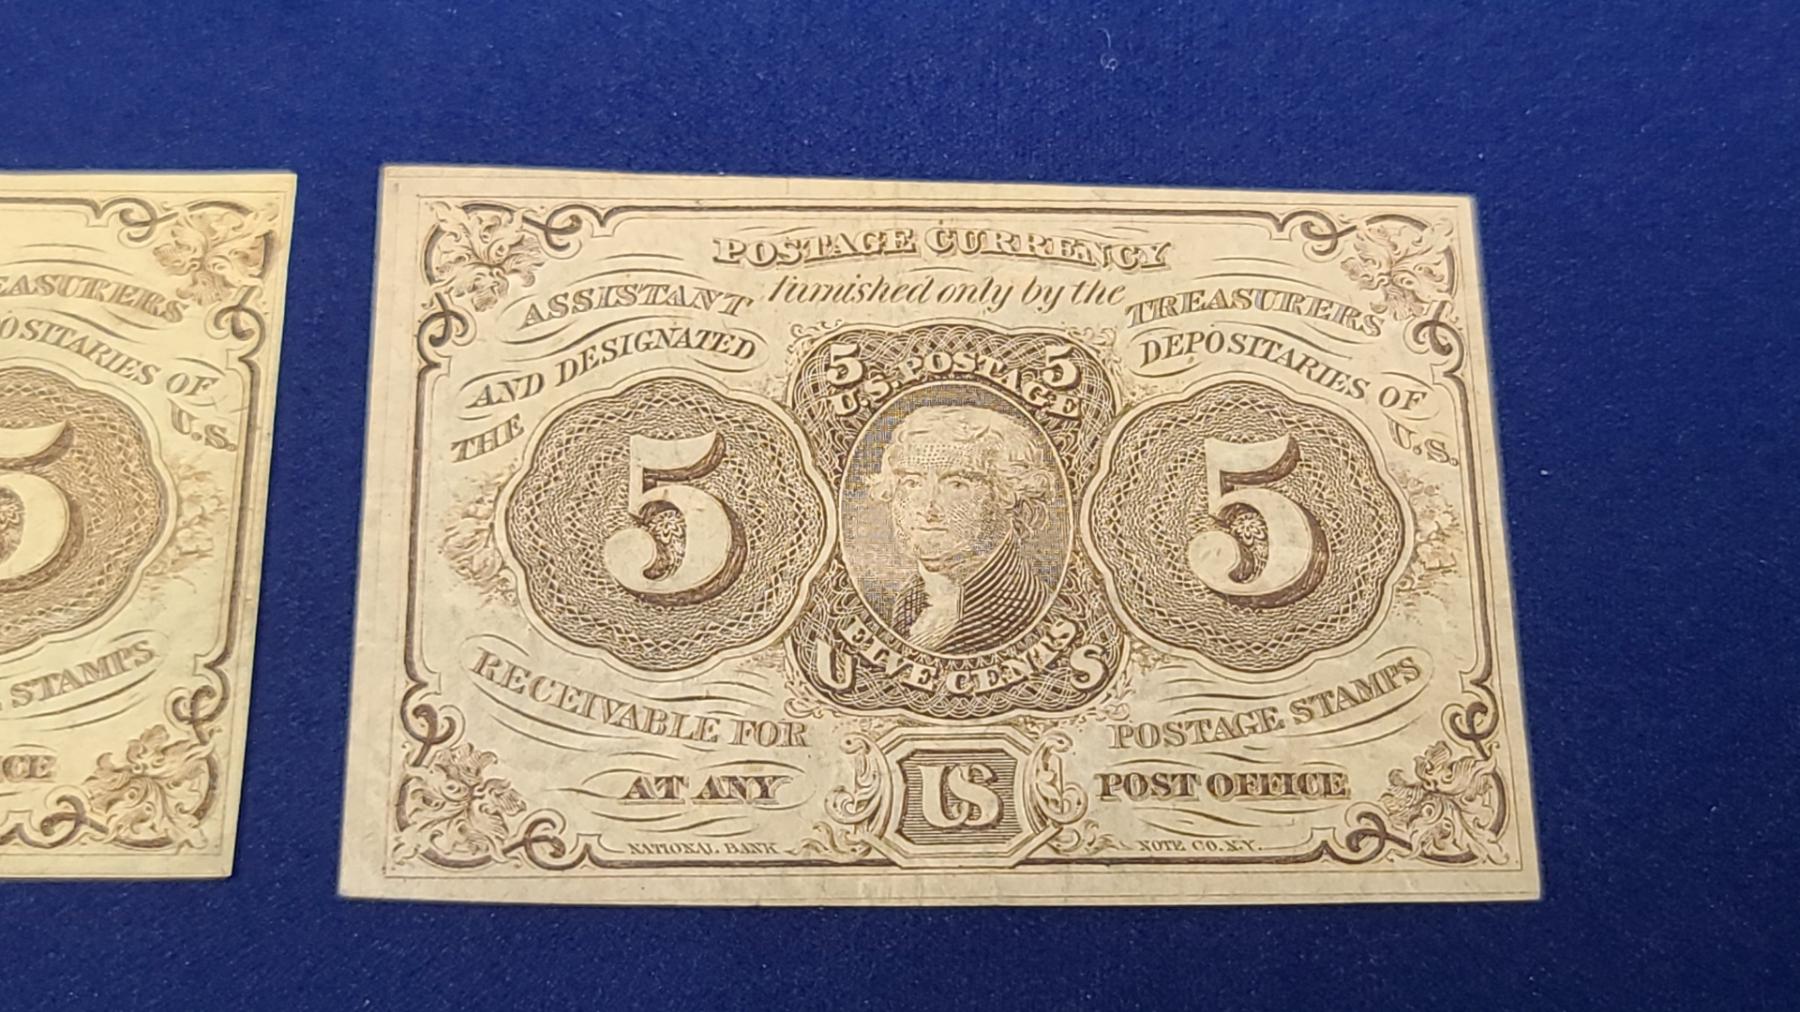 EASURERS
OSITARIES OF
U.S.
5
STAMPS
ICE
POSTAGE CURRENCY
furnished only by the
ASSISTANT TREASURERS
AND DESIGNATED DEPOSITARIES OF
THE U.S.
5 U.S. POSTAGE 5
5 5
U FIVE CENTS S
RECEIVABLE FOR POSTAGE STAMPS
AT ANY US POST OFFICE
NATIONAL BANK NOTE CO. N.Y.